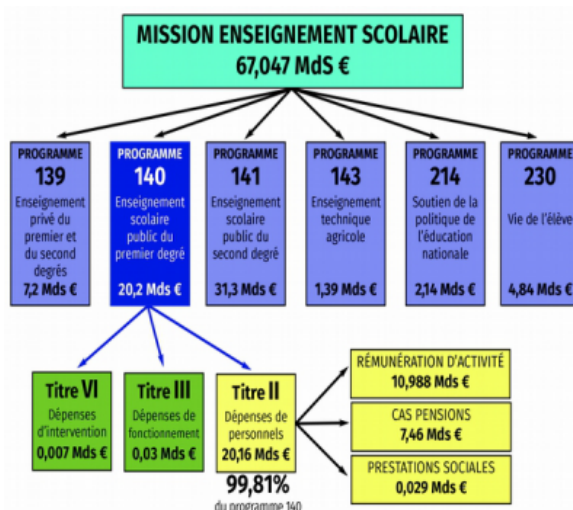 MISSION ENSEIGNEMENT SCOLAIRE
67,047 MdS €
PROGRAMME
139
Enseignement
privé du
premier et
du second
degrés
7,2 Mds €
PROGRAMME
140
Enseignement
scolaire
public du
premier degré
20,2 Mds €
PROGRAMME
141
Enseignement
scolaire
public du
second degré
31,3 Mds €
PROGRAMME
143
Enseignement
technique
agricole
1,39 Mds €
PROGRAMME
214
Soutien de la
politique de
l'éducation
nationale
2,14 Mds €
PROGRAMME
230
Vie de l'élève
4,84 Mds €
Titre VI
Dépenses
d'intervention
0,007 Mds €
Titre III
Dépenses de
fonctionnement
0,03 Mds €
Titre II
Dépenses de
personnels
20,16 Mds €
99,81%
du programme 140
RÉMUNÉRATION D'ACTIVITÉ
10,988 Mds €
CAS PENSIONS
7,46 Mds €
PRESTATIONS SOCIALES
0,029 Mds €